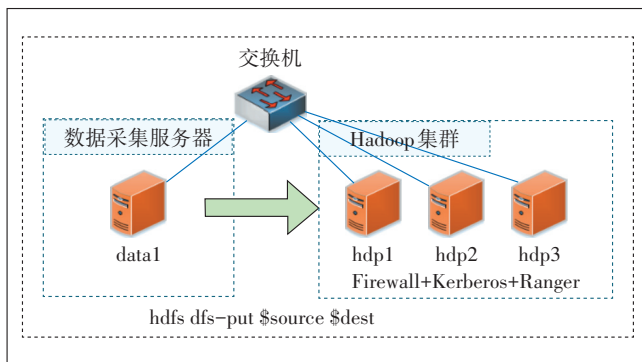 交换机
数据采集服务器
Hadoop集群
data1
hdp1 hdp2 hdp3
Firewall+Kerberos+Ranger
hdfs dfs-put $source $dest